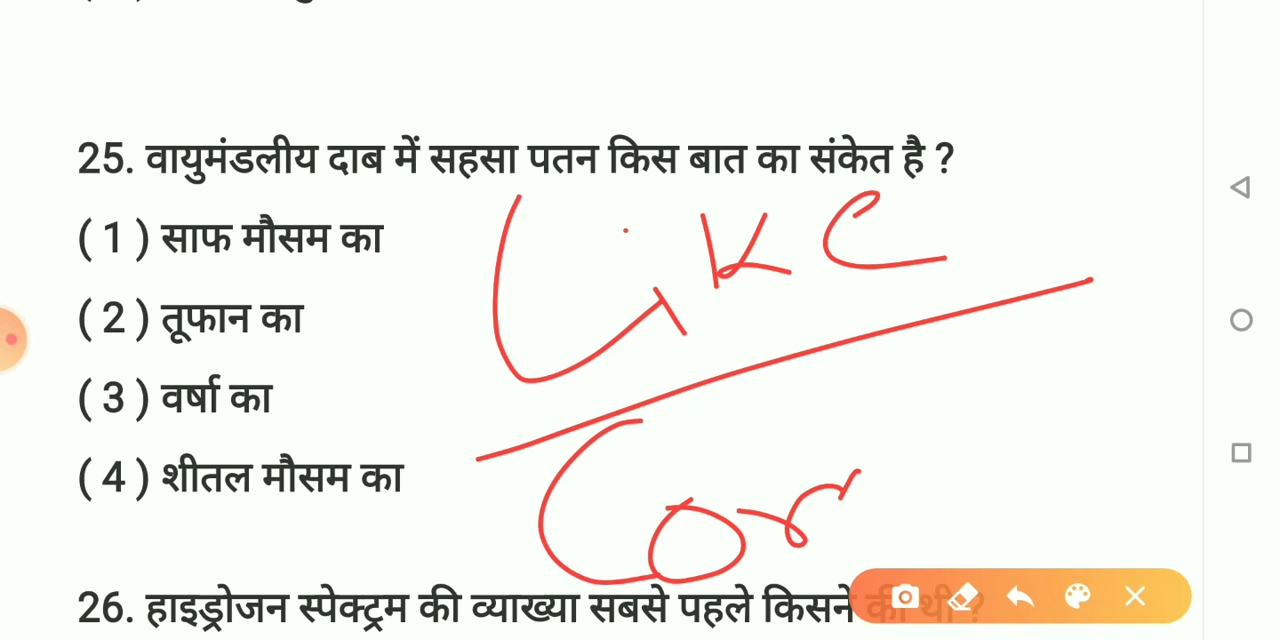 25. वायुमंडलीय दाब में सहसा पतन किस बात का संकेत है ?
( 1 ) साफ मौसम का
Like
( 2 ) तूफान का
( 3 ) वर्षा का
( 4 ) शीतल मौसम का
Cor
26. हाइड्रोजन स्पेक्ट्रम की व्याख्या सबसे पहले किसने की थी ?